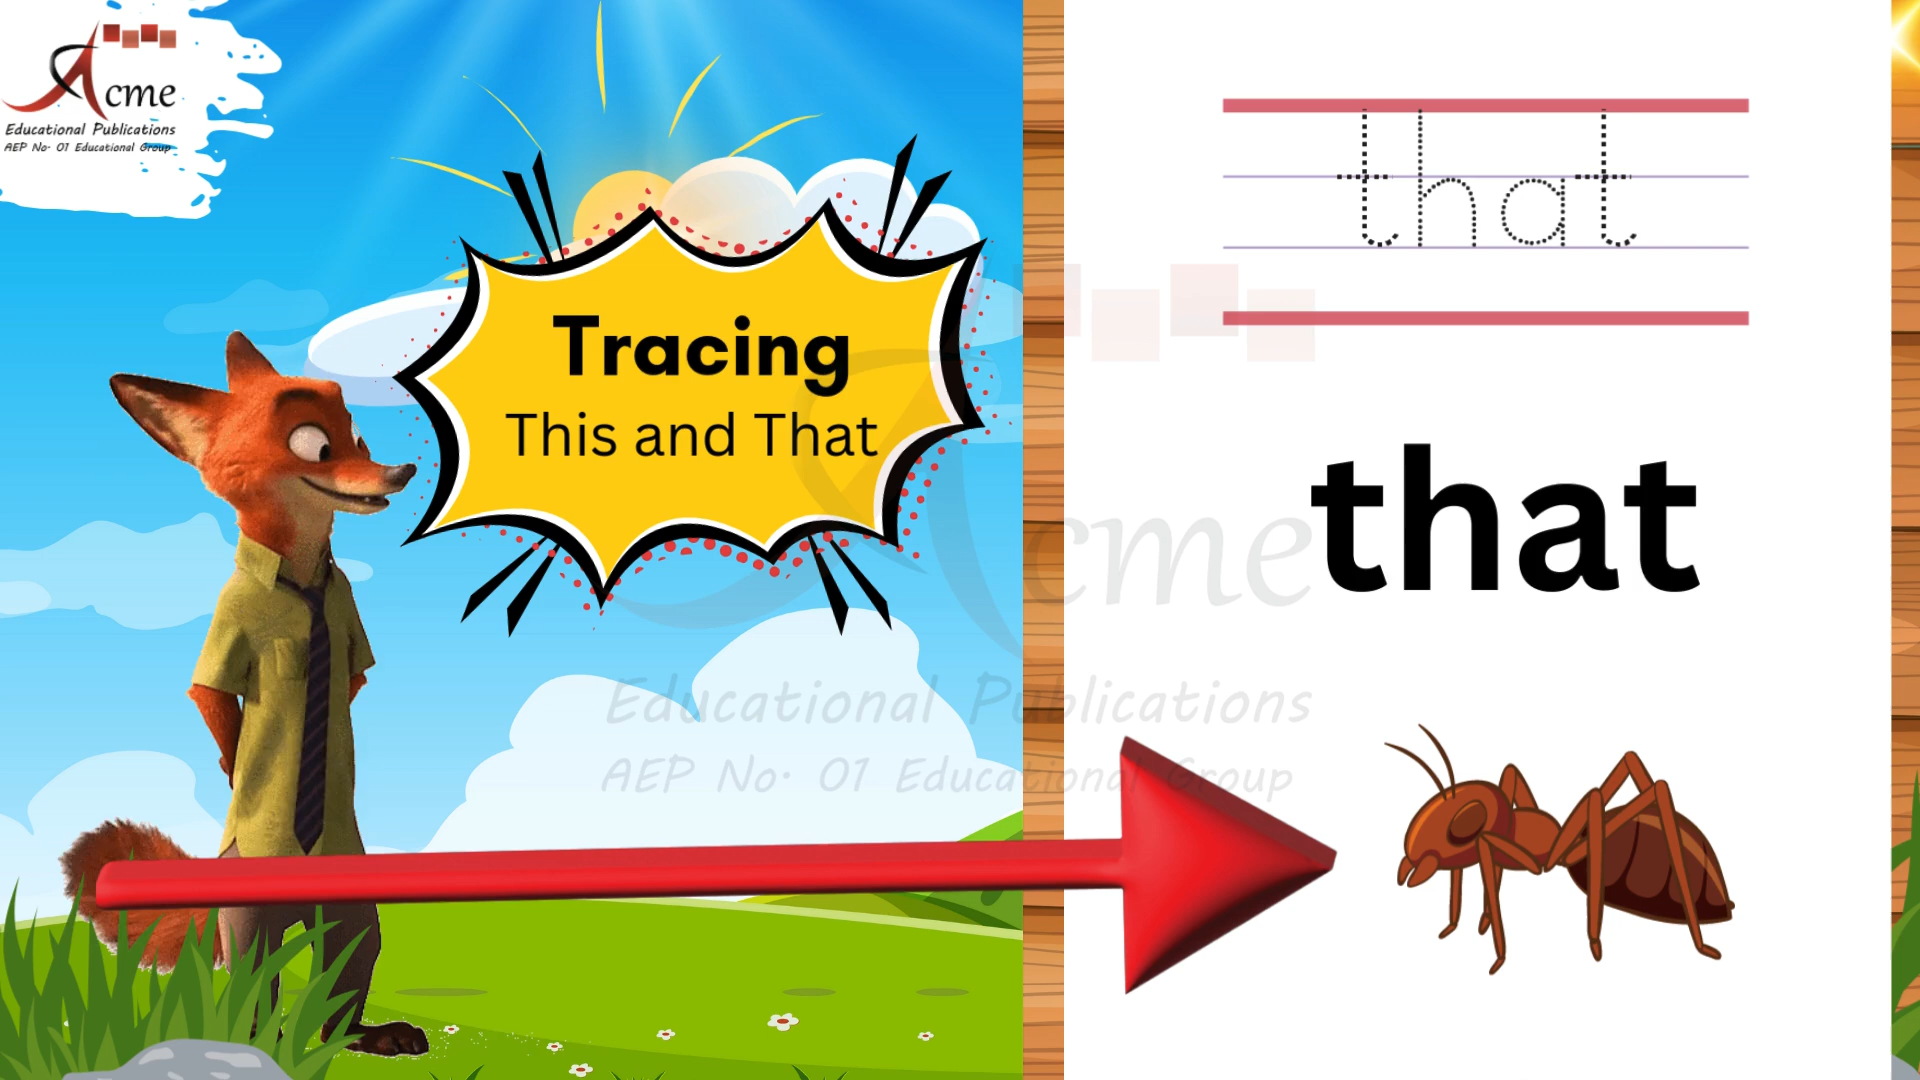 Acme
Educational Publications
AEP No. 01 Educational Group
Tracing
This and That
that
that
Acme
Educational Publications
AEP No. 01 Educational Group